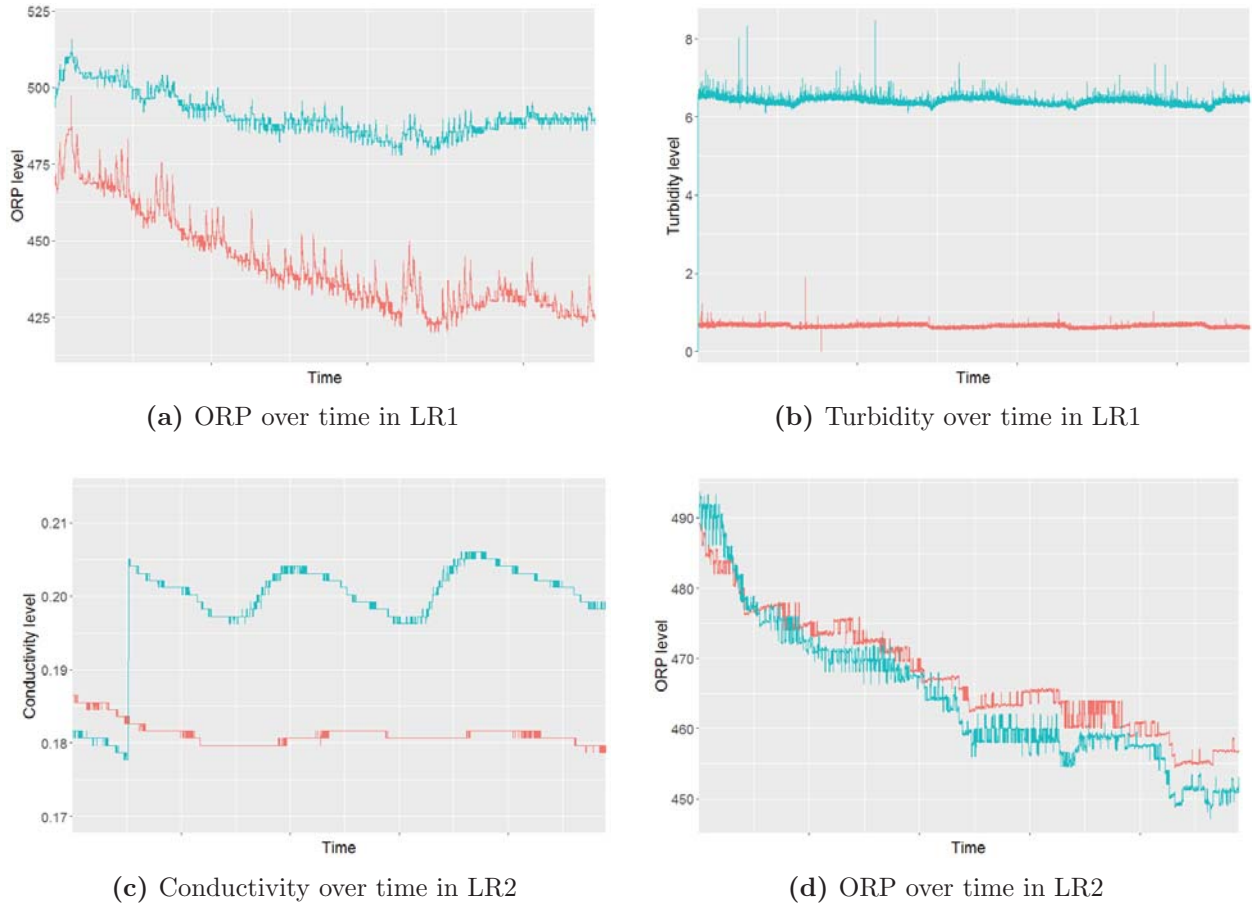 525
500
475
450
425
ORP level
Time
(a) ORP over time in LR1
8
6
4
2
0
Turbidity level
Time
(b) Turbidity over time in LR1
0.21
0.20
0.19
0.18
0.17
Conductivity level
Time
(c) Conductivity over time in LR2
490
480
470
460
450
ORP level
Time
(d) ORP over time in LR2